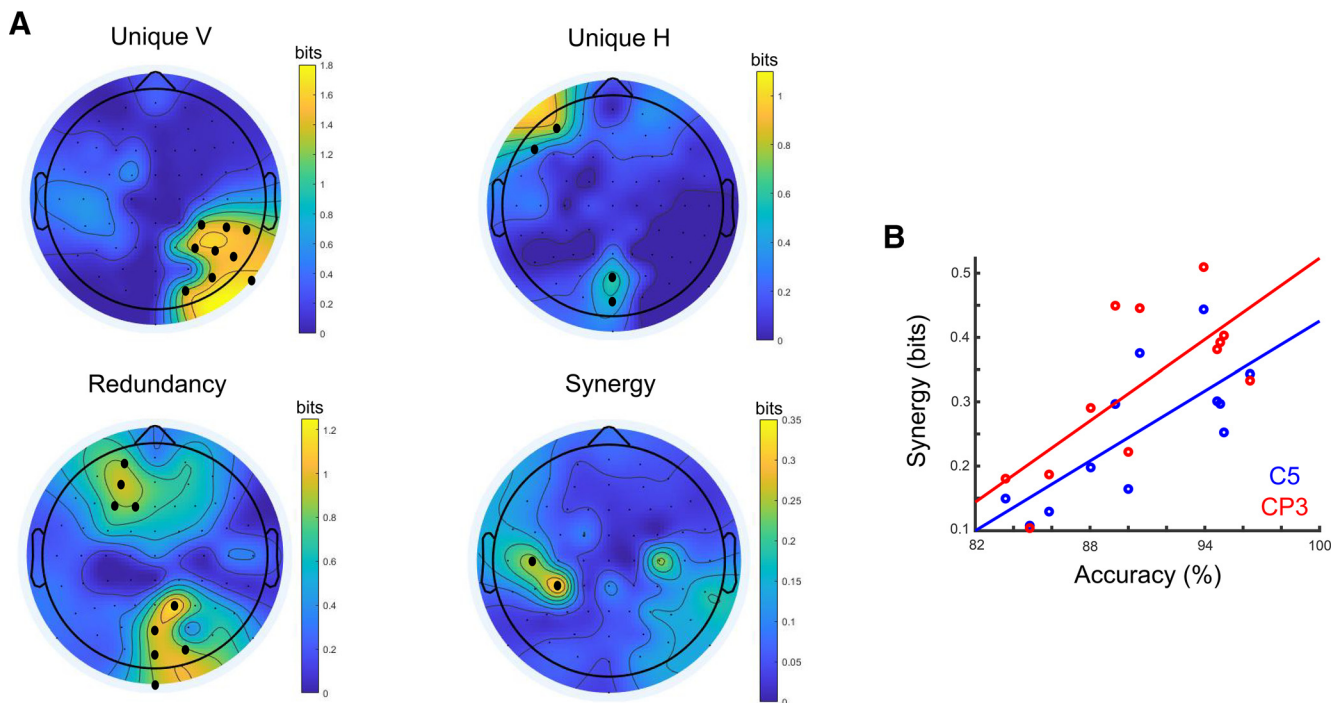 A
Unique V
bits
1.8
1.6
1.4
1.2
1
0.8
0.6
0.4
0.2
0
Unique H
bits
1
0.8
0.6
0.4
0.2
0
Redundancy
bits
1.2
1
0.8
0.6
0.4
0.2
0
Synergy
bits
0.35
0.3
0.25
0.2
0.15
0.1
0.05
0
B
Synergy (bits)
0.5
0.4
0.3
0.2
0.1
C5
CP3
82 88 94 100
Accuracy (%)